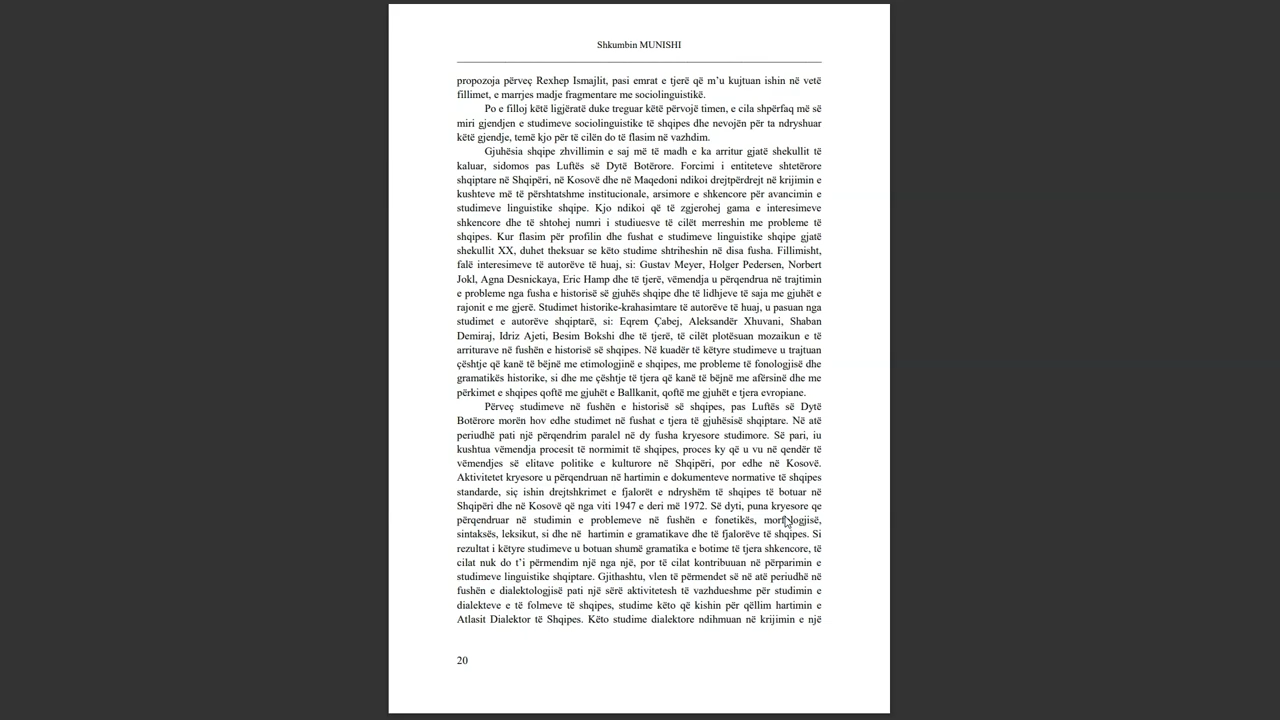 Shkumbin MUNISHI
propozoja përveç Rexhep Ismajlit, pasi emrat e tjerë që m'u kujtuan ishin në vetë
fillimet, e marrjes madje fragmentare me sociolinguistikë.
Po e filloj këtë ligjëratë duke treguar këtë përvojë timen, e cila shpërfaq më së
miri gjendjen e studimeve sociolinguistike të shqipes dhe nevojën për ta ndryshuar
këtë gjendje, temë kjo për të cilën do të flasim në vazhdim.
Gjuhësia shqipe zhvillimin e saj më të madh e ka arritur gjatë shekullit të
kaluar, sidomos pas Luftës së Dytë Botërore. Forcimi i entiteteve shtetërore
shqiptare në Shqipëri, në Kosovë dhe në Maqedoni ndikoi drejtpërdrejt në krijimin e
kushteve më të përshtatshme institucionale, arsimore e shkencore për avancimin e
studimeve linguistike shqipe. Kjo ndikoi që të zgjerohej gama e interesimeve
shkencore dhe të shtohej numri i studiuesve të cilët merreshin me probleme të
shqipes. Kur flasim për profilin dhe fushat e studimeve linguistike shqipe gjatë
shekullit XX, duhet theksuar se këto studime shtriheshin në disa fusha. Fillimisht,
falë interesimeve të autorëve të huaj, si: Gustav Meyer, Holger Pedersen, Norbert
Jokl, Agna Desnickaya, Eric Hamp dhe të tjerë, vëmendja u përqendrua në trajtimin
e probleme nga fusha e historisë së gjuhës shqipe dhe të lidhjeve të saja me gjuhët e
rajonit e me gjerë. Studimet historike-krahasimtare të autorëve të huaj, u pasuan nga
studimet e autorëve shqiptarë, si: Eqrem Çabej, Aleksandër Xhuvani, Shaban
Demiraj, Idriz Ajeti, Besim Bokshi dhe të tjerë, të cilët plotësuan mozaikun e të
arriturave në fushën e historisë së shqipes. Në kuadër të këtyre studimeve u trajtuan
çështje që kanë të bëjnë me etimologjinë e shqipes, me probleme të fonologjisë dhe
gramatikës historike, si dhe me çështje të tjera që kanë të bëjnë me afërsinë dhe me
përkimet e shqipes qoftë me gjuhët e Ballkanit, qoftë me gjuhët e tjera evropiane.
Përveç studimeve në fushën e historisë së shqipes, pas Luftës së Dytë
Botërore morën hov edhe studimet në fushat e tjera të gjuhësisë shqiptare. Në atë
periudhë pati një përqendrim paralel në dy fusha kryesore studimore. Së pari, iu
kushtua vëmendja procesit të normimit të shqipes, proces ky që u vu në qendër të
vëmendjes së elitave politike e kulturore në Shqipëri, por edhe në Kosovë.
Aktivitetet kryesore u përqendruan në hartimin e dokumenteve normative të shqipes
standarde, siç ishin drejtshkrimet e fjalorët e ndryshëm të shqipes të botuar në
Shqipëri dhe në Kosovë që nga viti 1947 e deri më 1972. Së dyti, puna kryesore qe
përqendruar në studimin e problemeve në fushën e fonetikës, morfologjisë,
sintaksës, leksikut, si dhe në hartimin e gramatikave dhe të fjalorëve të shqipes. Si
rezultat i këtyre studimeve u botuan shumë gramatika e botime të tjera shkencore, të
cilat nuk do t'i përmendim një nga një, por të cilat kontribuuan në përparimin e
studimeve linguistike shqiptare. Gjithashtu, vlen të përmendet së në atë periudhë në
fushën e dialektologjisë pati një sërë aktivitetesh të vazhdueshme për studimin e
dialekteve e të folmeve të shqipes, studime këto që kishin për qëllim hartimin e
Atlasit Dialektor të Shqipes. Këto studime dialektore ndihmuan në krijimin e një
20